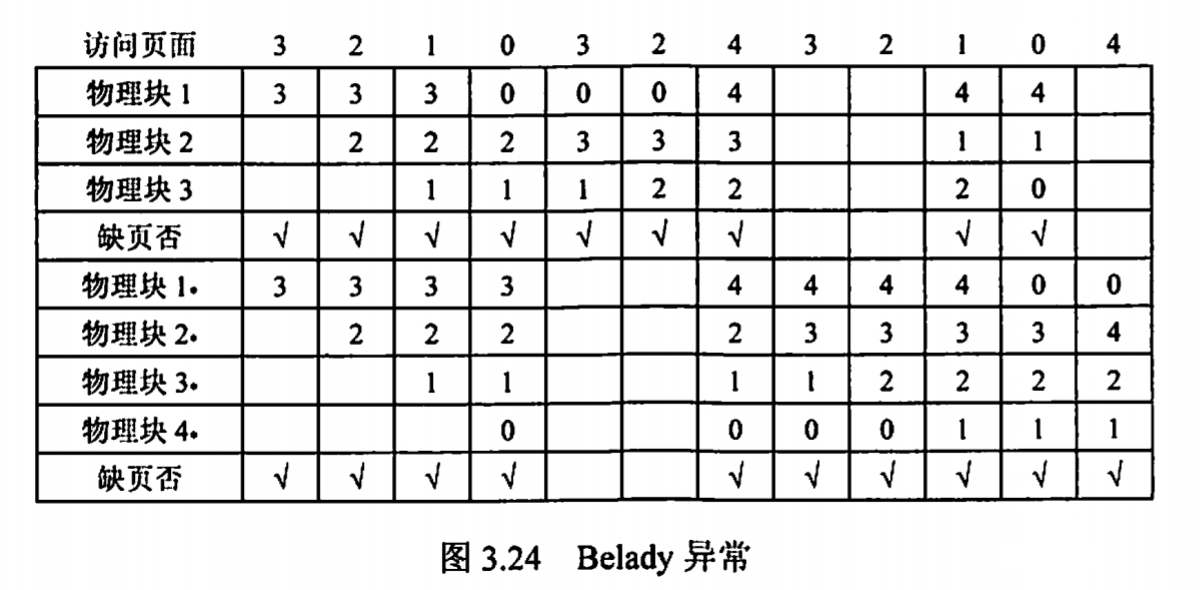 访问页面 3 2 1 0 3 2 4 3 2 1 0 4
物理块 1 3 3 3 0 0 0 4 4 4
物理块 2 2 2 2 3 3 3 1 1
物理块 3 1 1 1 2 2 2 0
缺页否 √ √ √ √ √ √ √ √ √
物理块 1• 3 3 3 3 4 4 4 4 0 0
物理块 2• 2 2 2 2 3 3 3 3 4
物理块 3• 1 1 1 1 2 2 2 2
物理块 4• 0 0 0 0 1 1 1
缺页否 √ √ √ √ √ √ √ √ √ √
图 3.24 Belady 异常